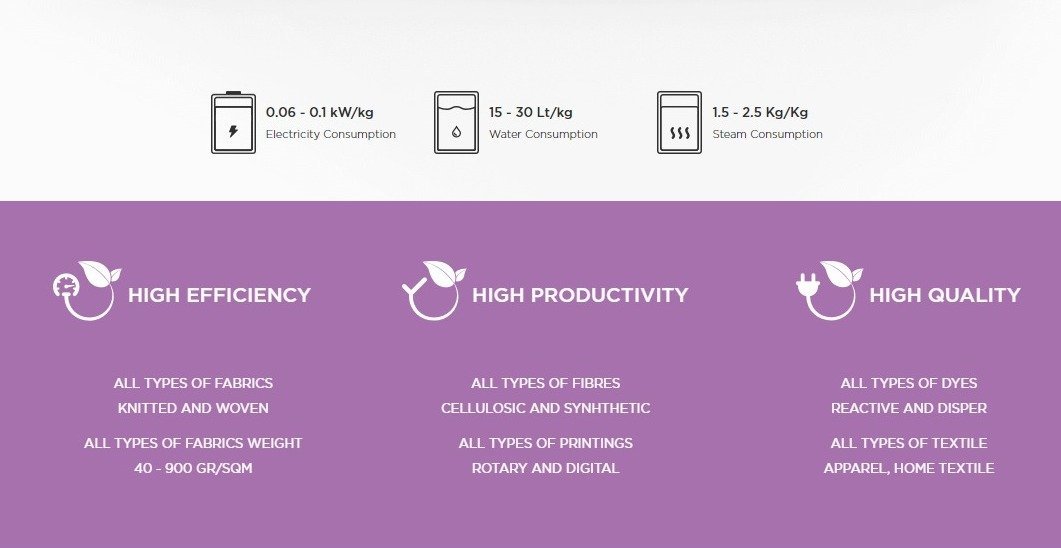 0.06 - 0.1 kW/kg
Electricity Consumption
15 - 30 Lt/kg
Water Consumption
1.5 - 2.5 Kg/Kg
Steam Consumption
HIGH EFFICIENCY
ALL TYPES OF FABRICS
KNITTED AND WOVEN
ALL TYPES OF FABRICS WEIGHT
40 - 900 GR/SQM
HIGH PRODUCTIVITY
ALL TYPES OF FIBRES
CELLULOSIC AND SYNHTHETIC
ALL TYPES OF PRINTINGS
ROTARY AND DIGITAL
HIGH QUALITY
ALL TYPES OF DYES
REACTIVE AND DISPER
ALL TYPES OF TEXTILE
APPAREL, HOME TEXTILE